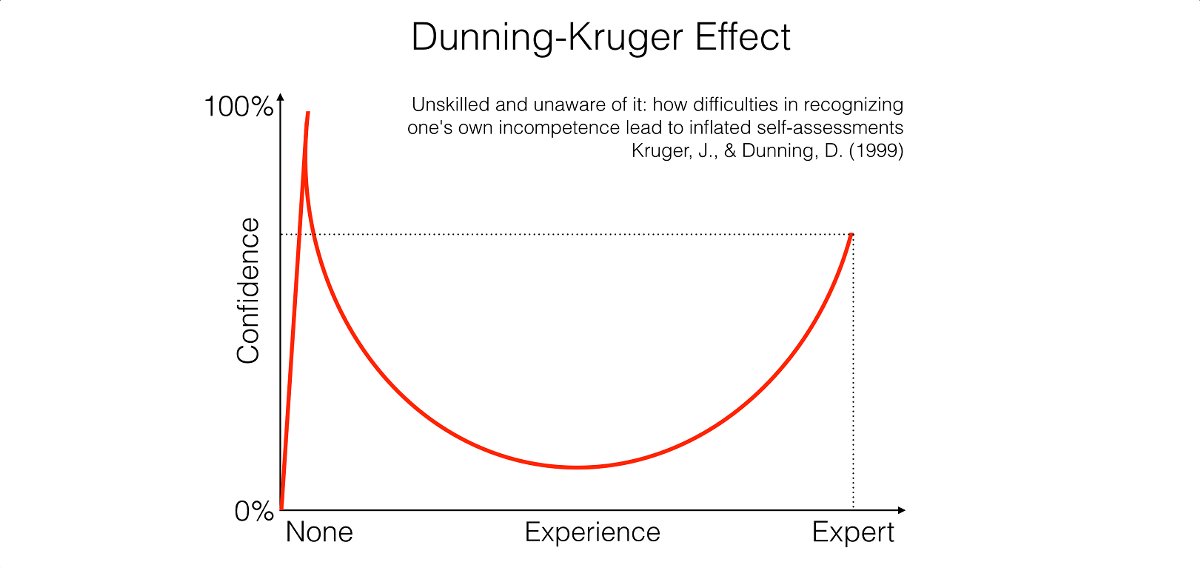 Dunning-Kruger Effect
100%
Unskilled and unaware of it: how difficulties in recognizing
one's own incompetence lead to inflated self-assessments
Kruger, J., & Dunning, D. (1999)
Confidence
0%
None
Experience
Expert